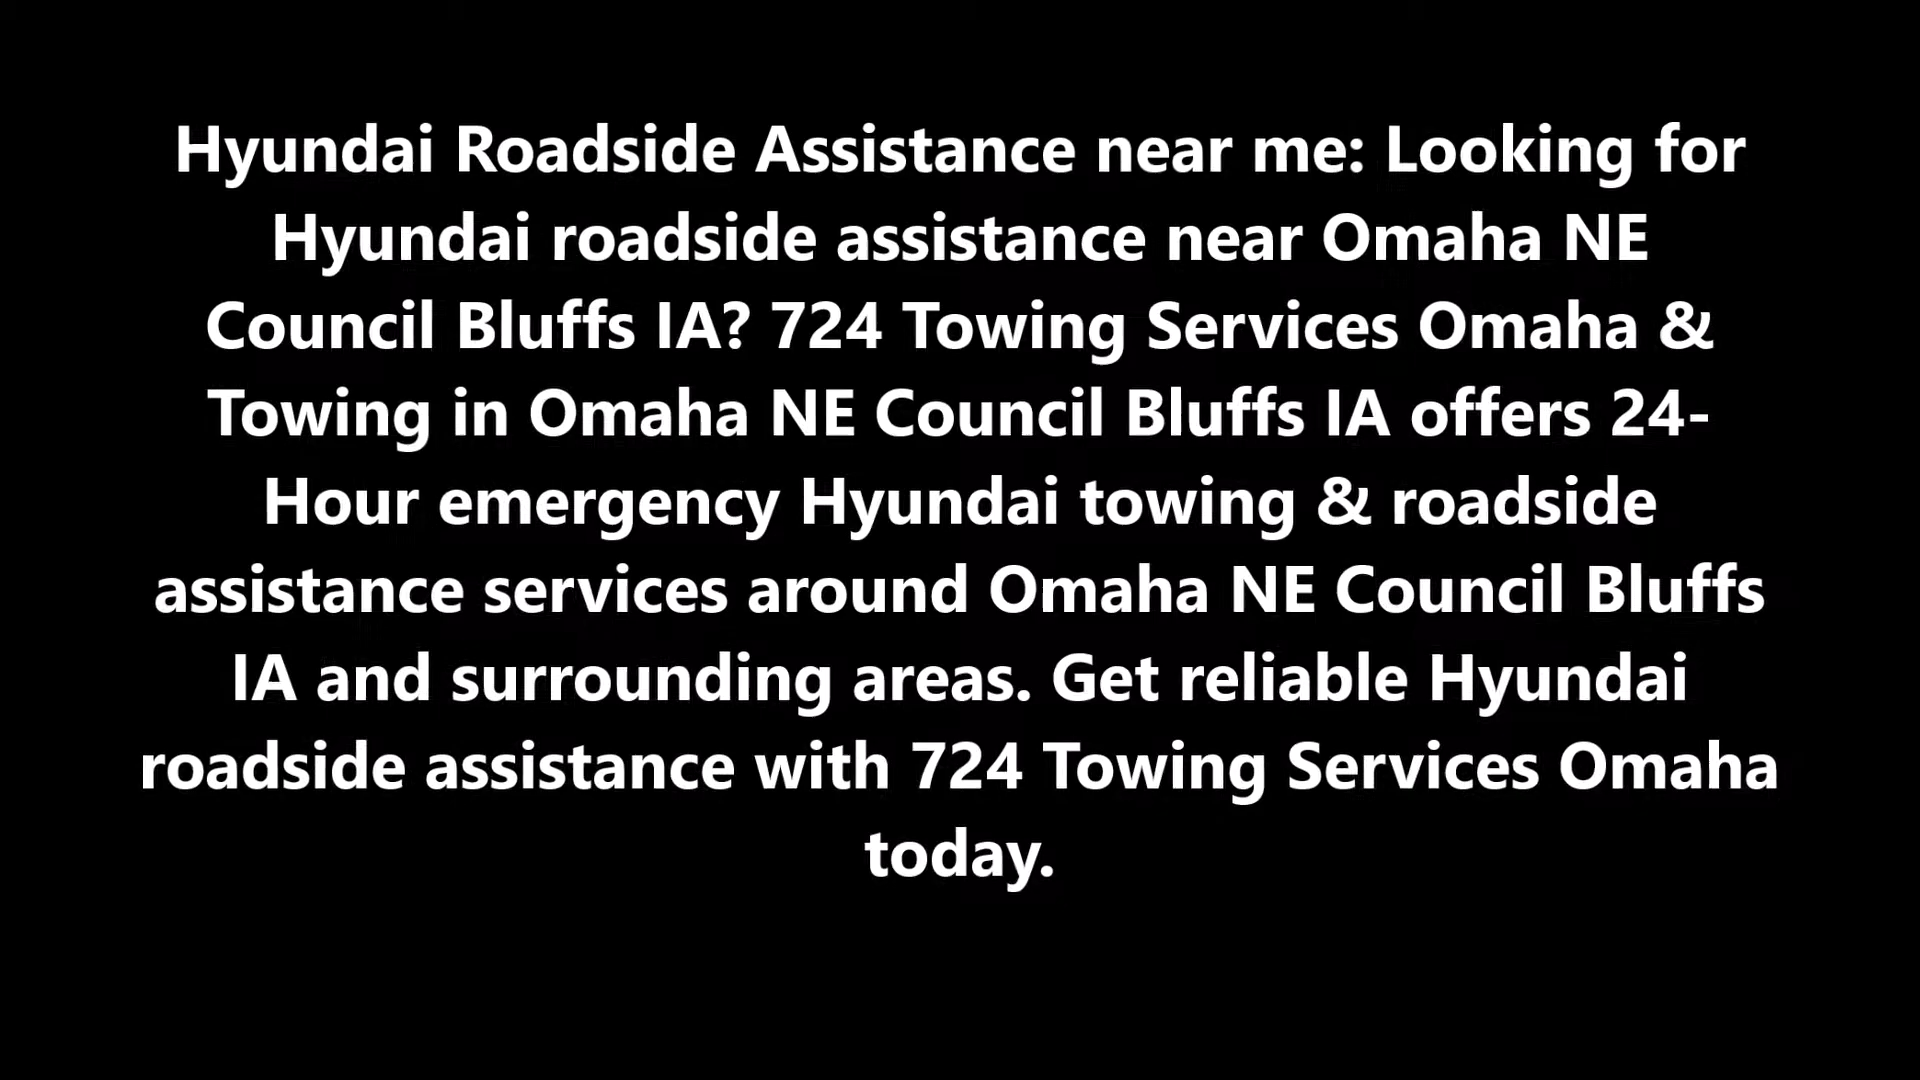 Hyundai Roadside Assistance near me: Looking for
Hyundai roadside assistance near Omaha NE
Council Bluffs IA? 724 Towing Services Omaha &
Towing in Omaha NE Council Bluffs IA offers 24-
Hour emergency Hyundai towing & roadside
assistance services around Omaha NE Council Bluffs
IA and surrounding areas. Get reliable Hyundai
roadside assistance with 724 Towing Services Omaha
today.